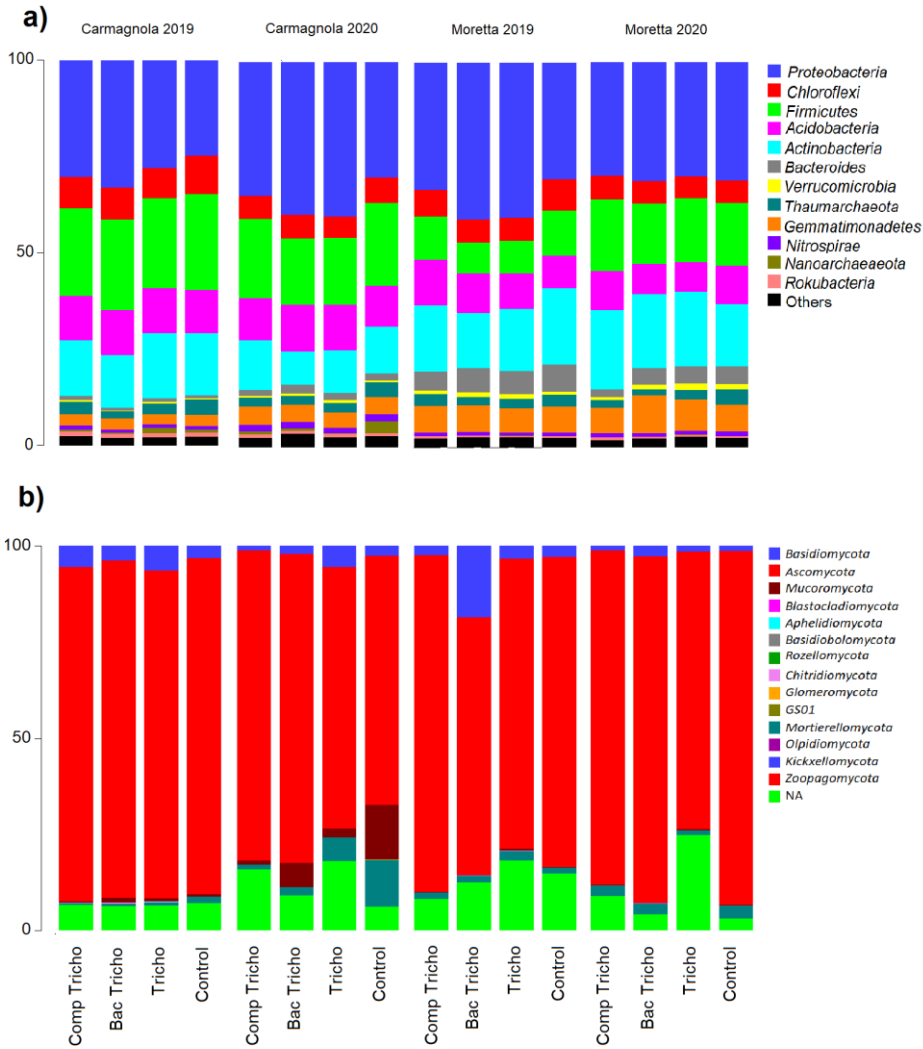 a)
Carmagnola 2019 Carmagnola 2020 Moretta 2019 Moretta 2020
100
50
0
Proteobacteria
Chloroflexi
Firmicutes
Acidobacteria
Actinobacteria
Bacteroides
Verrucomicrobia
Thaumarchaeota
Gemmatimonadetes
Nitrospirae
Nanoarchaeaeota
Rokubacteria
Others
b)
100
50
0
Basidiomycota
Ascomycota
Mucoromycota
Blastocladiomycota
Aphelidiomycota
Basidiobolomycota
Rozellomycota
Chitridiomycota
Glomeromycota
GS01
Mortierellomycota
Olpidiomycota
Kickxellomycota
Zoopagomycota
NA
Comp Tricho
Bac Tricho
Tricho
Control
Comp Tricho
Bac Tricho
Tricho
Control
Comp Tricho
Bac Tricho
Tricho
Control
Comp Tricho
Bac Tricho
Tricho
Control